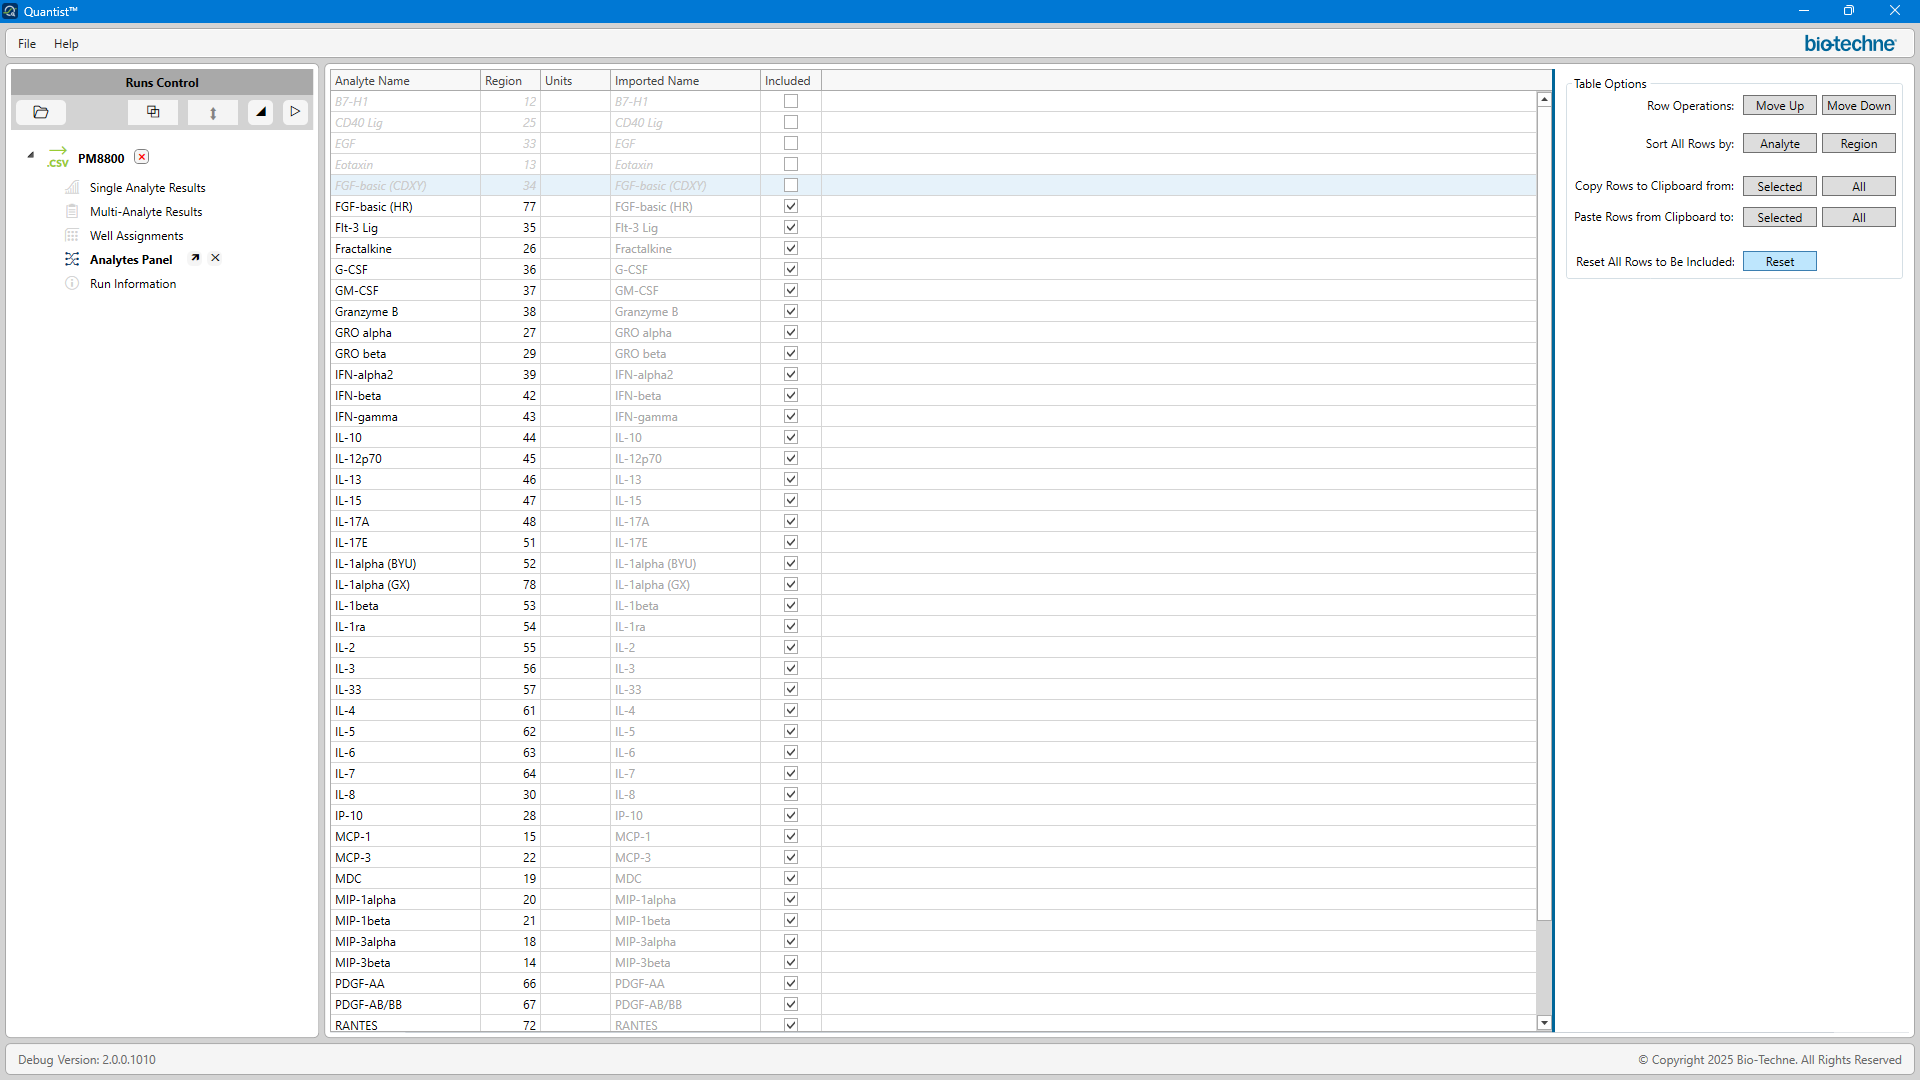 Quantist™
File Help
bio-techne
Runs Control
PM8800
.CSV
Single Analyte Results
Multi-Analyte Results
Well Assignments
Analytes Panel
Run Information
Analyte Name Region Units Imported Name Included
B7-H1 12 B7-H1
CD40 Lig 25 CD40 Lig
EGF 33 EGF
Eotaxin 13 Eotaxin
FGF-basic (CDXY) 34 FGF-basic (CDXY)
FGF-basic (HR) 77 FGF-basic (HR)
Flt-3 Lig 35 Flt-3 Lig
Fractalkine 26 Fractalkine
G-CSF 36 G-CSF
GM-CSF 37 GM-CSF
Granzyme B 38 Granzyme B
GRO alpha 27 GRO alpha
GRO beta 29 GRO beta
IFN-alpha2 39 IFN-alpha2
IFN-beta 42 IFN-beta
IFN-gamma 43 IFN-gamma
IL-10 44 IL-10
IL-12p70 45 IL-12p70
IL-13 46 IL-13
IL-15 47 IL-15
IL-17A 48 IL-17A
IL-17E 51 IL-17E
IL-1alpha (BYU) 52 IL-1alpha (BYU)
IL-1alpha (GX) 78 IL-1alpha (GX)
IL-1beta 53 IL-1beta
IL-1ra 54 IL-1ra
IL-2 55 IL-2
IL-3 56 IL-3
IL-33 57 IL-33
IL-4 61 IL-4
IL-5 62 IL-5
IL-6 63 IL-6
IL-7 64 IL-7
IL-8 30 IL-8
IP-10 28 IP-10
MCP-1 15 MCP-1
MCP-3 22 MCP-3
MDC 19 MDC
MIP-1alpha 20 MIP-1alpha
MIP-1beta 21 MIP-1beta
MIP-3alpha 18 MIP-3alpha
MIP-3beta 14 MIP-3beta
PDGF-AA 66 PDGF-AA
PDGF-AB/BB 67 PDGF-AB/BB
RANTES 72 RANTES
Table Options
Row Operations: Move Up Move Down
Sort All Rows by: Analyte Region
Copy Rows to Clipboard from: Selected All
Paste Rows from Clipboard to: Selected All
Reset All Rows to Be Included: Reset
Debug Version: 2.0.0.1010
© Copyright 2025 Bio-Techne. All Rights Reserved